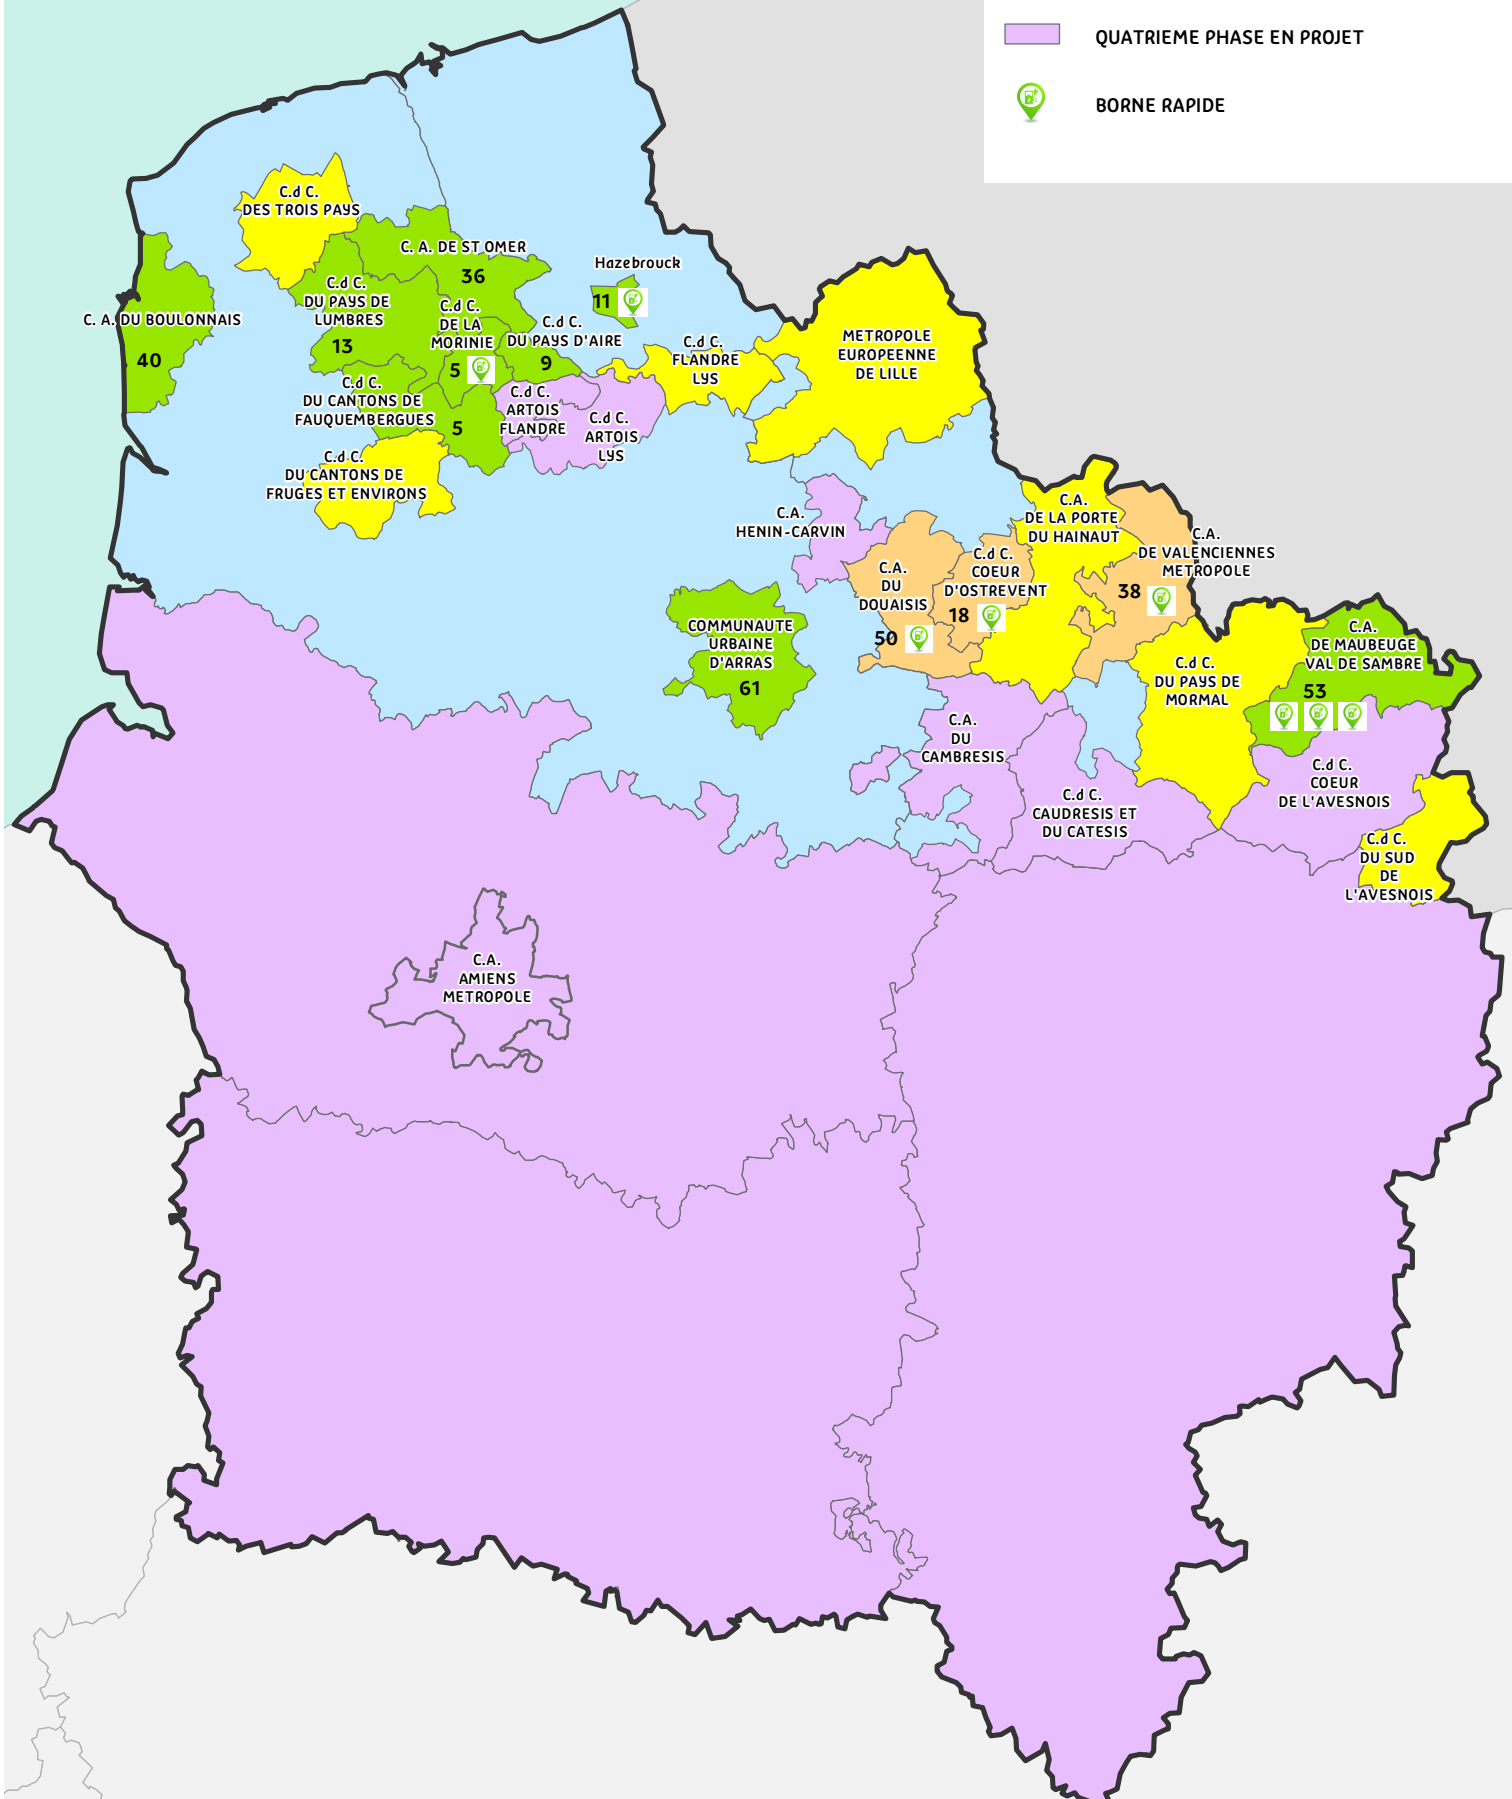 QUATRIEME PHASE EN PROJET
BORNE RAPIDE
C.d C.
DES TROIS PAYS
C. A. DE ST OMER
36
Hazebrouck
11
C.d C.
DU PAYS DE
LUMBRES
13
C. A. DU BOULONNAIS
40
C.d C.
DE LA
MORINIE
5
C.d C.
DU PAYS D'AIRE
9
C.d C.
FLANDRE
LYS
METROPOLE
EUROPEENNE
DE LILLE
C.d C.
DU CANTONS DE
FAUQUEMBERGUES
5
C.d C.
ARTOIS
FLANDRE
C.d C.
ARTOIS
LYS
C.d C.
DU CANTONS DE
FRUGES ET ENVIRONS
C.A.
HENIN-CARVIN
C.A.
DE LA PORTE
DU HAINAUT
C.A.
DE VALENCIENNES
METROPOLE
38
C.A.
DU
DOUAISIS
50
C.d C.
COEUR
D'OSTREVENT
18
COMMUNAUTE
URBAINE
D'ARRAS
61
C.A.
DE MAUBEUGE
VAL DE SAMBRE
53
C.d C.
DU PAYS DE
MORMAL
C.A.
DU
CAMBRESIS
C.d C.
COEUR
DE L'AVESNOIS
C.d C.
CAUDRESIS ET
DU CATESIS
C.d C.
DU SUD
DE
L'AVESNOIS
C.A.
AMIENS
METROPOLE